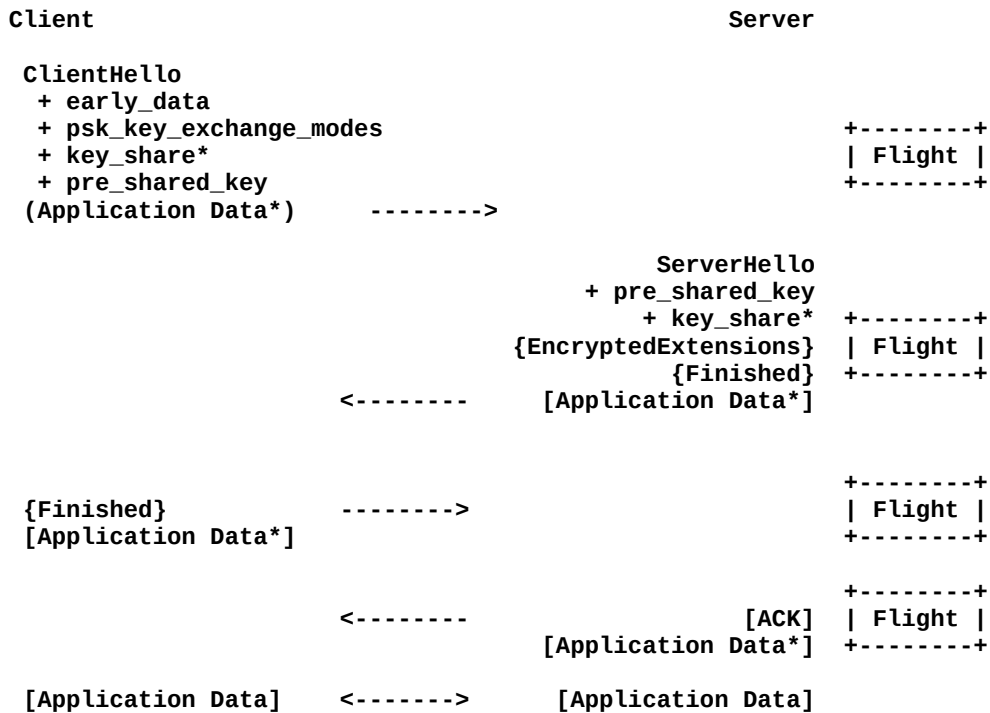 Client                                           Server

 ClientHello
  + early_data
  + psk_key_exchange_modes                              +--------+
  + key_share*                                          | Flight |
  + pre_shared_key                                      +--------+
 (Application Data*)     -------->

                                            ServerHello
                                       + pre_shared_key
                                           + key_share*  +--------+
                                  {EncryptedExtensions}  | Flight |
                                             {Finished}  +--------+
                       <--------     [Application Data*]

                                                         +--------+
 {Finished}            -------->                         | Flight |
 [Application Data*]                                     +--------+

                                                         +--------+
                       <--------                  [ACK]  | Flight |
                                    [Application Data*]  +--------+

 [Application Data]    <------->      [Application Data]